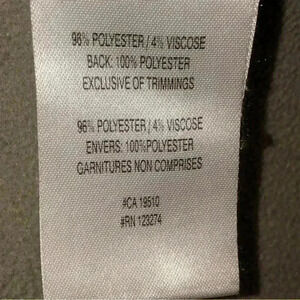 96% POLYESTER / 4% VISCOSE
BACK: 100% POLYESTER
EXCLUSIVE OF TRIMMINGS
96% POLYESTER / 4% VISCOSE
ENVERS: 100%POLYESTER
GARNITURES NON COMPRISES
#CA 19510
#RN 123274